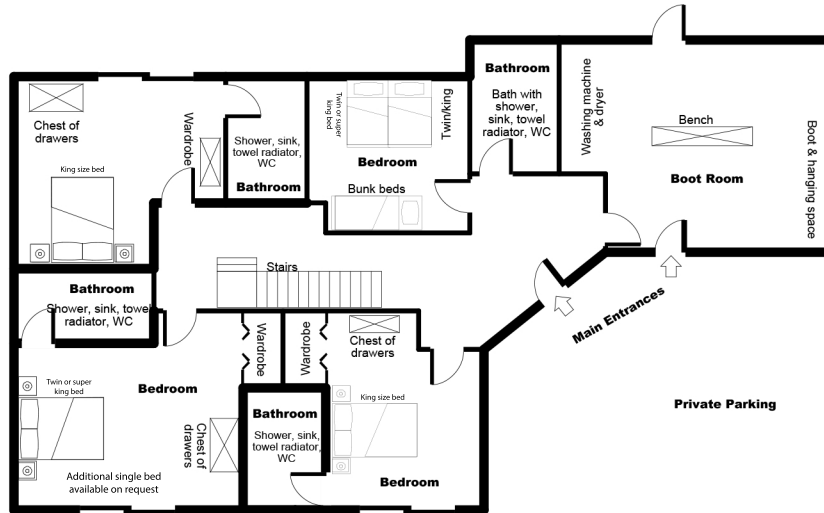 Chest of
drawers
Wardrobe
King size bed
Shower, sink,
towel radiator,
WC
Bathroom
Twin or super
king bed
Twin/king
Bedroom
Bunk beds
Bathroom
Bath with
shower,
sink, towel
radiator, WC
Washing machine
& dryer
Bench
Boot Room
Boot & hanging space
Stairs
Main Entrances
Private Parking
Bathroom
Shower, sink, towel
radiator, WC
Twin or super
king bed
Bedroom
Wardrobe
Chest of
drawers
Additional single bed
available on request
Wardrobe
Chest of
drawers
King size bed
Bathroom
Shower, sink,
towel radiator,
WC
Bedroom